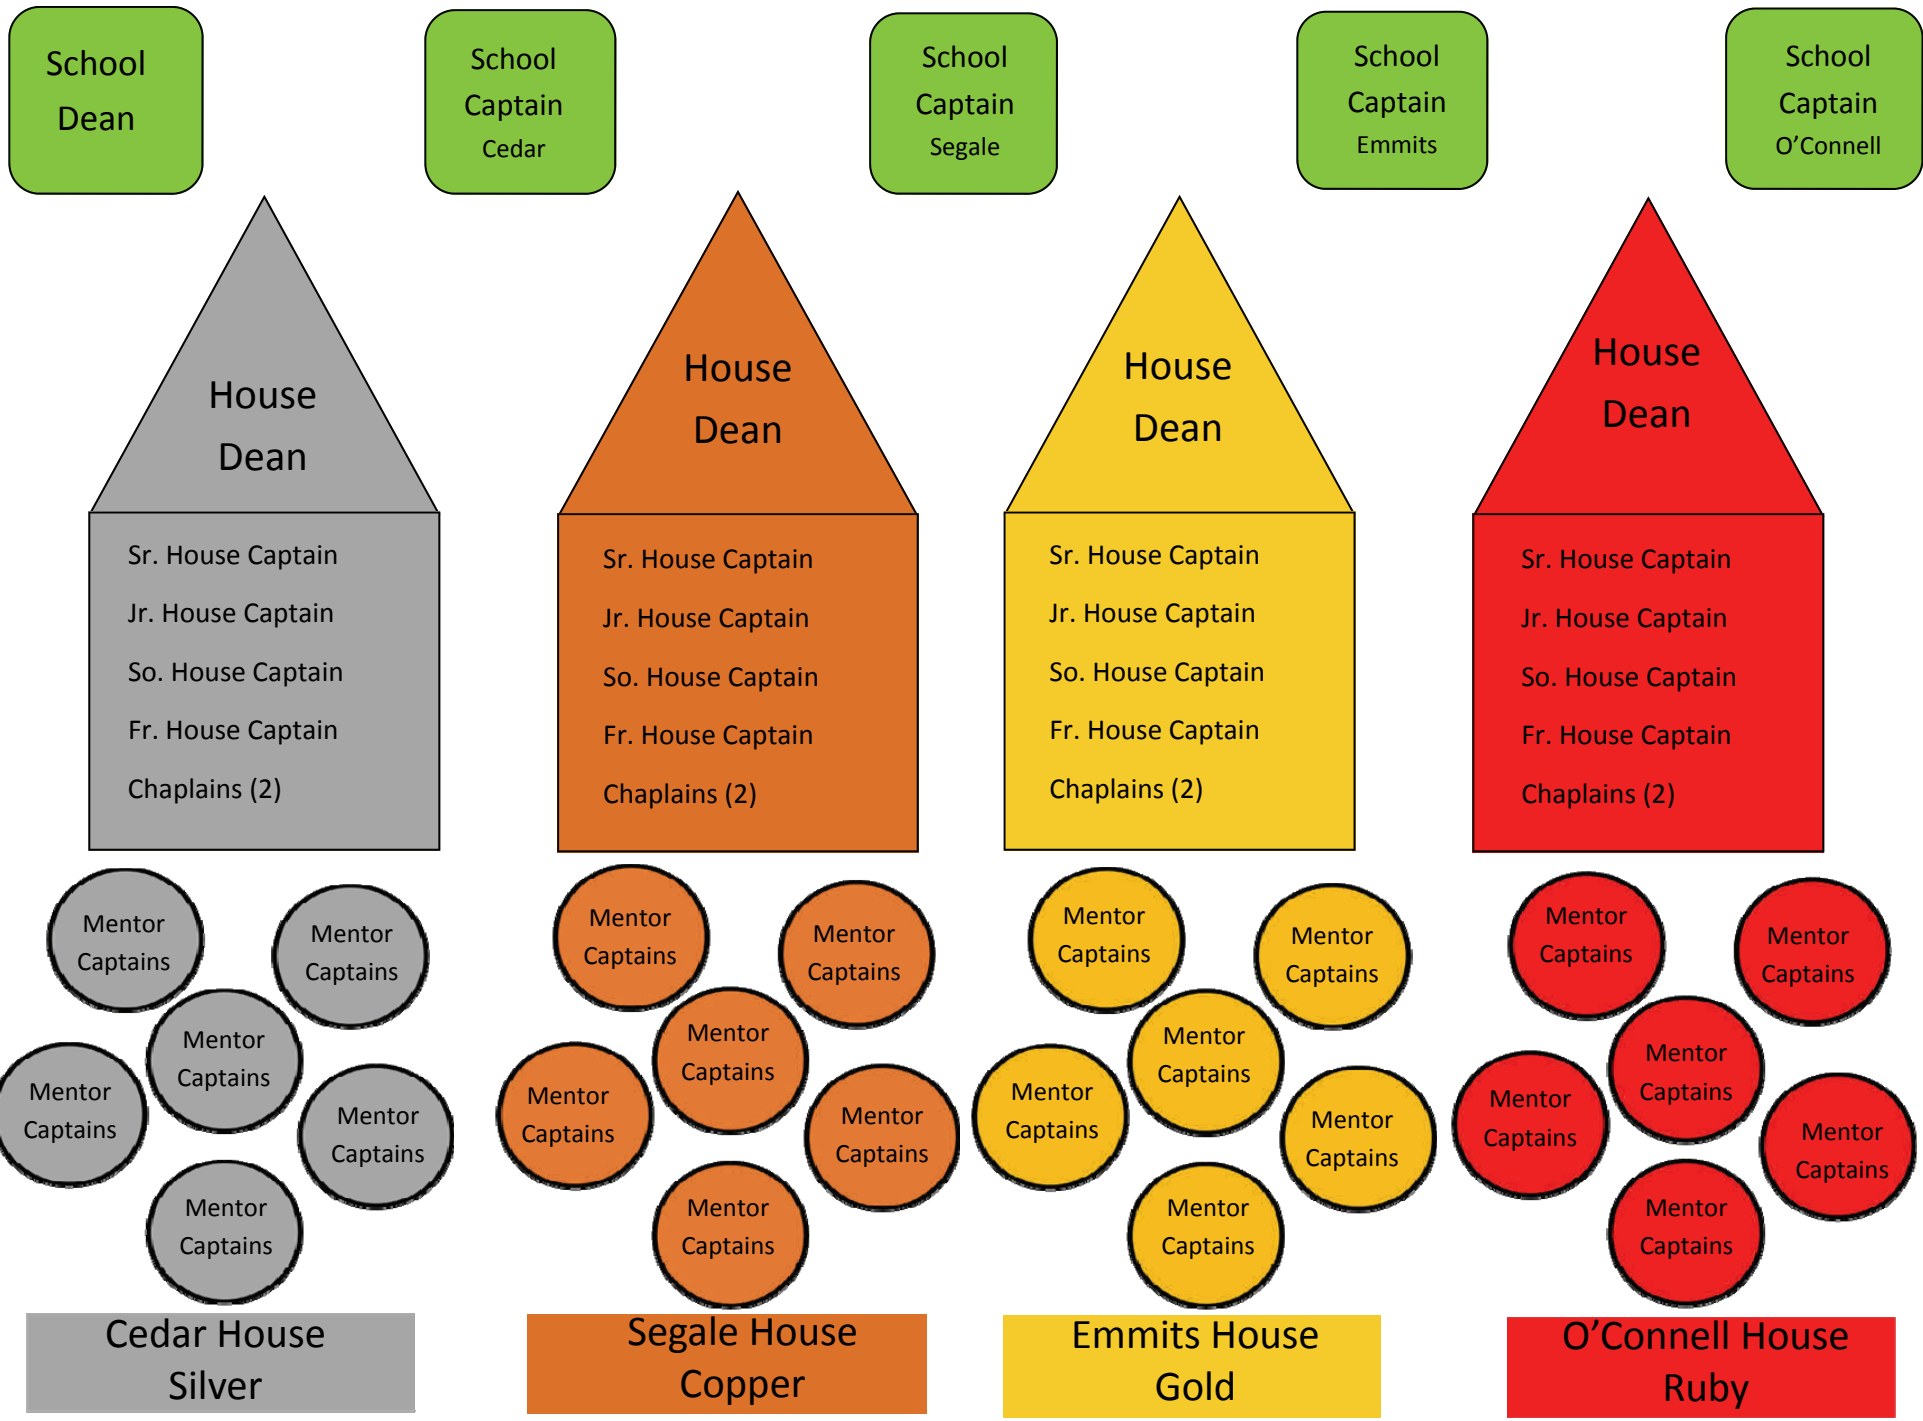 School
Dean
School
Captain
Cedar
School
Captain
Segale
School
Captain
Emmits
School
Captain
O’Connell
House
Dean
Sr. House Captain
Jr. House Captain
So. House Captain
Fr. House Captain
Chaplains (2)
House
Dean
Sr. House Captain
Jr. House Captain
So. House Captain
Fr. House Captain
Chaplains (2)
House
Dean
Sr. House Captain
Jr. House Captain
So. House Captain
Fr. House Captain
Chaplains (2)
House
Dean
Sr. House Captain
Jr. House Captain
So. House Captain
Fr. House Captain
Chaplains (2)
Mentor
Captains
Mentor
Captains
Mentor
Captains
Mentor
Captains
Mentor
Captains
Mentor
Captains
Mentor
Captains
Mentor
Captains
Mentor
Captains
Mentor
Captains
Mentor
Captains
Mentor
Captains
Mentor
Captains
Mentor
Captains
Mentor
Captains
Mentor
Captains
Mentor
Captains
Mentor
Captains
Mentor
Captains
Mentor
Captains
Mentor
Captains
Mentor
Captains
Mentor
Captains
Mentor
Captains
Cedar House
Silver
Segale House
Copper
Emmits House
Gold
O’Connell House
Ruby